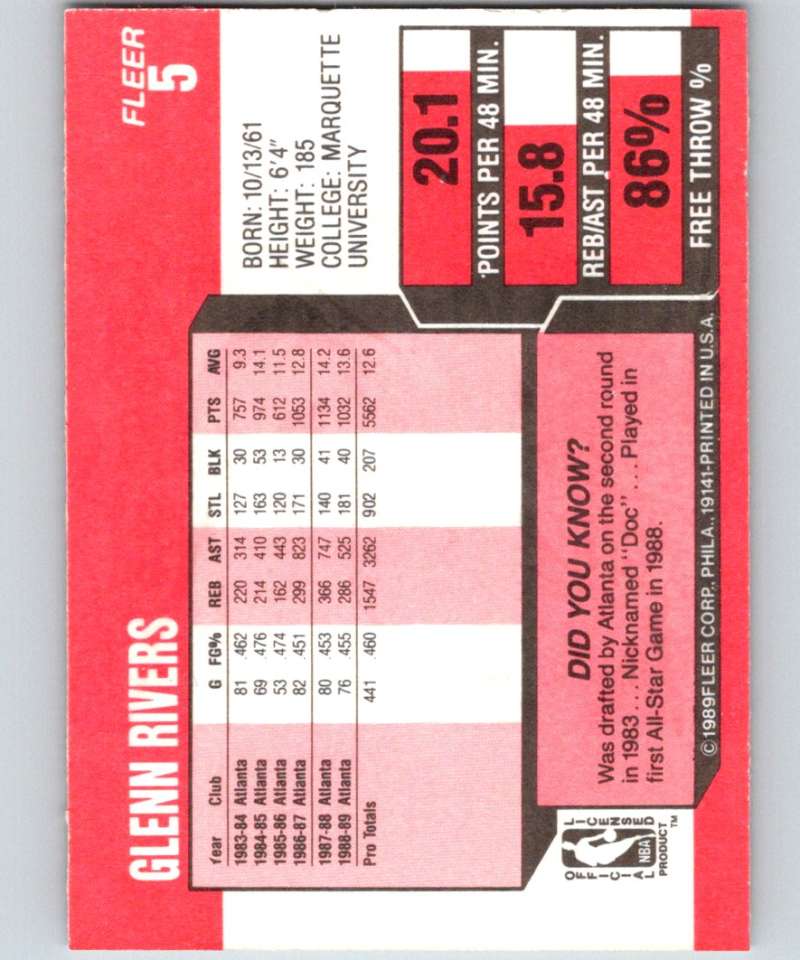 GLENN RIVERS
FLEER
5
Year Club G FG% REB AST STL BLK PTS AVG
1983-84 Atlanta 81 .462 220 314 127 30 757 9.3
1984-85 Atlanta 69 .476 214 410 163 53 974 14.1
1985-86 Atlanta 53 .474 162 443 120 13 612 11.5
1986-87 Atlanta 82 .451 299 823 171 30 1053 12.8
1987-88 Atlanta 80 .453 366 747 140 41 1134 14.2
1988-89 Atlanta 76 .455 286 525 181 40 1032 13.6
Pro Totals 441 .460 1547 3262 902 207 5562 12.6
BORN: 10/13/61
HEIGHT: 6'4"
WEIGHT: 185
COLLEGE: MARQUETTE
UNIVERSITY
20.1
POINTS PER 48 MIN.
15.8
REB/AST PER 48 MIN.
86%
FREE THROW %
DID YOU KNOW?
Was drafted by Atlanta on the second round
in 1983 . . . Nicknamed "Doc" . . . Played in
first All-Star Game in 1988.
OFFICIAL LICENSED
NBA
PRODUCT™
©1989FLEER CORP., PHILA., 19141-PRINTED IN U.S.A.